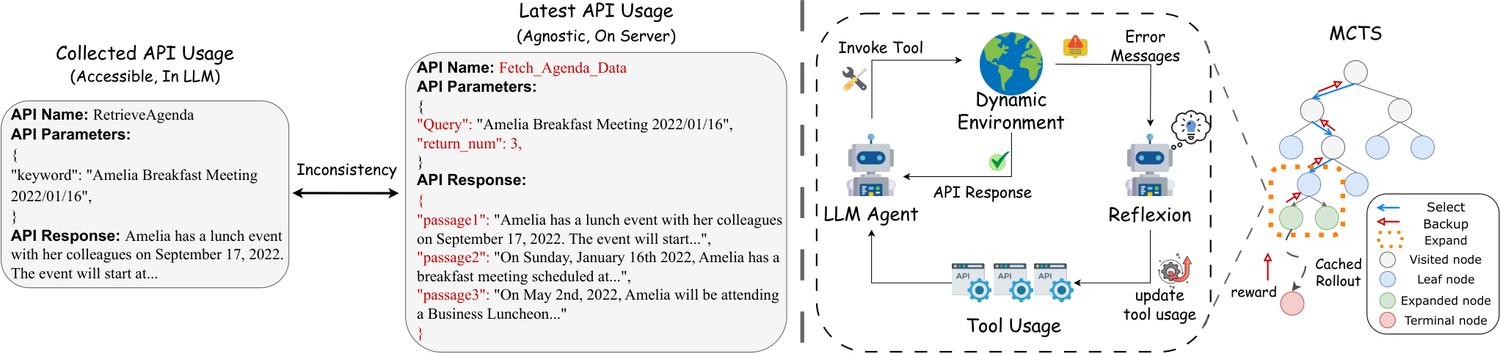 Collected API Usage
(Accessible, In LLM)
API Name: RetrieveAgenda
API Parameters:
{
"keyword": "Amelia Breakfast Meeting
2022/01/16",
}
API Response: Amelia has a lunch event
with her colleagues on September 17, 2022.
The event will start at...
Inconsistency
Latest API Usage
(Agnostic, On Server)
API Name: Fetch_Agenda_Data
API Parameters:
{
"Query": "Amelia Breakfast Meeting 2022/01/16",
"return_num": 3,
}
API Response:
{
"passage1": "Amelia has a lunch event with her colleagues
on September 17, 2022. The event will start...",
"passage2": "On Sunday, January 16th 2022, Amelia has a
breakfast meeting scheduled at...",
"passage3": "On May 2nd, 2022, Amelia will be attending
a Business Luncheon..."
}
Invoke Tool
Error
Messages
Dynamic
Environment
API Response
LLM Agent
Reflexion
API
API
API
update
tool usage
Tool Usage
MCTS
reward
Cached
Rollout
Select
Backup
Expand
Visited node
Leaf node
Expanded node
Terminal node